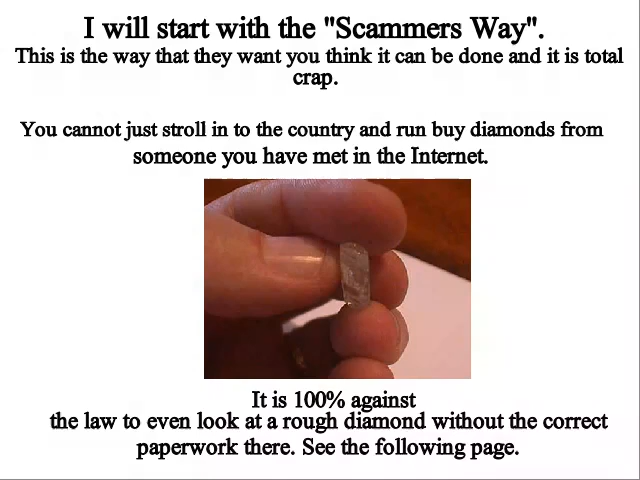 I will start with the "Scammers Way".
This is the way that they want you think it can be done and it is total
crap.
You cannot just stroll in to the country and run buy diamonds from
someone you have met in the Internet.
It is 100% against
the law to even look at a rough diamond without the correct
paperwork there. See the following page.